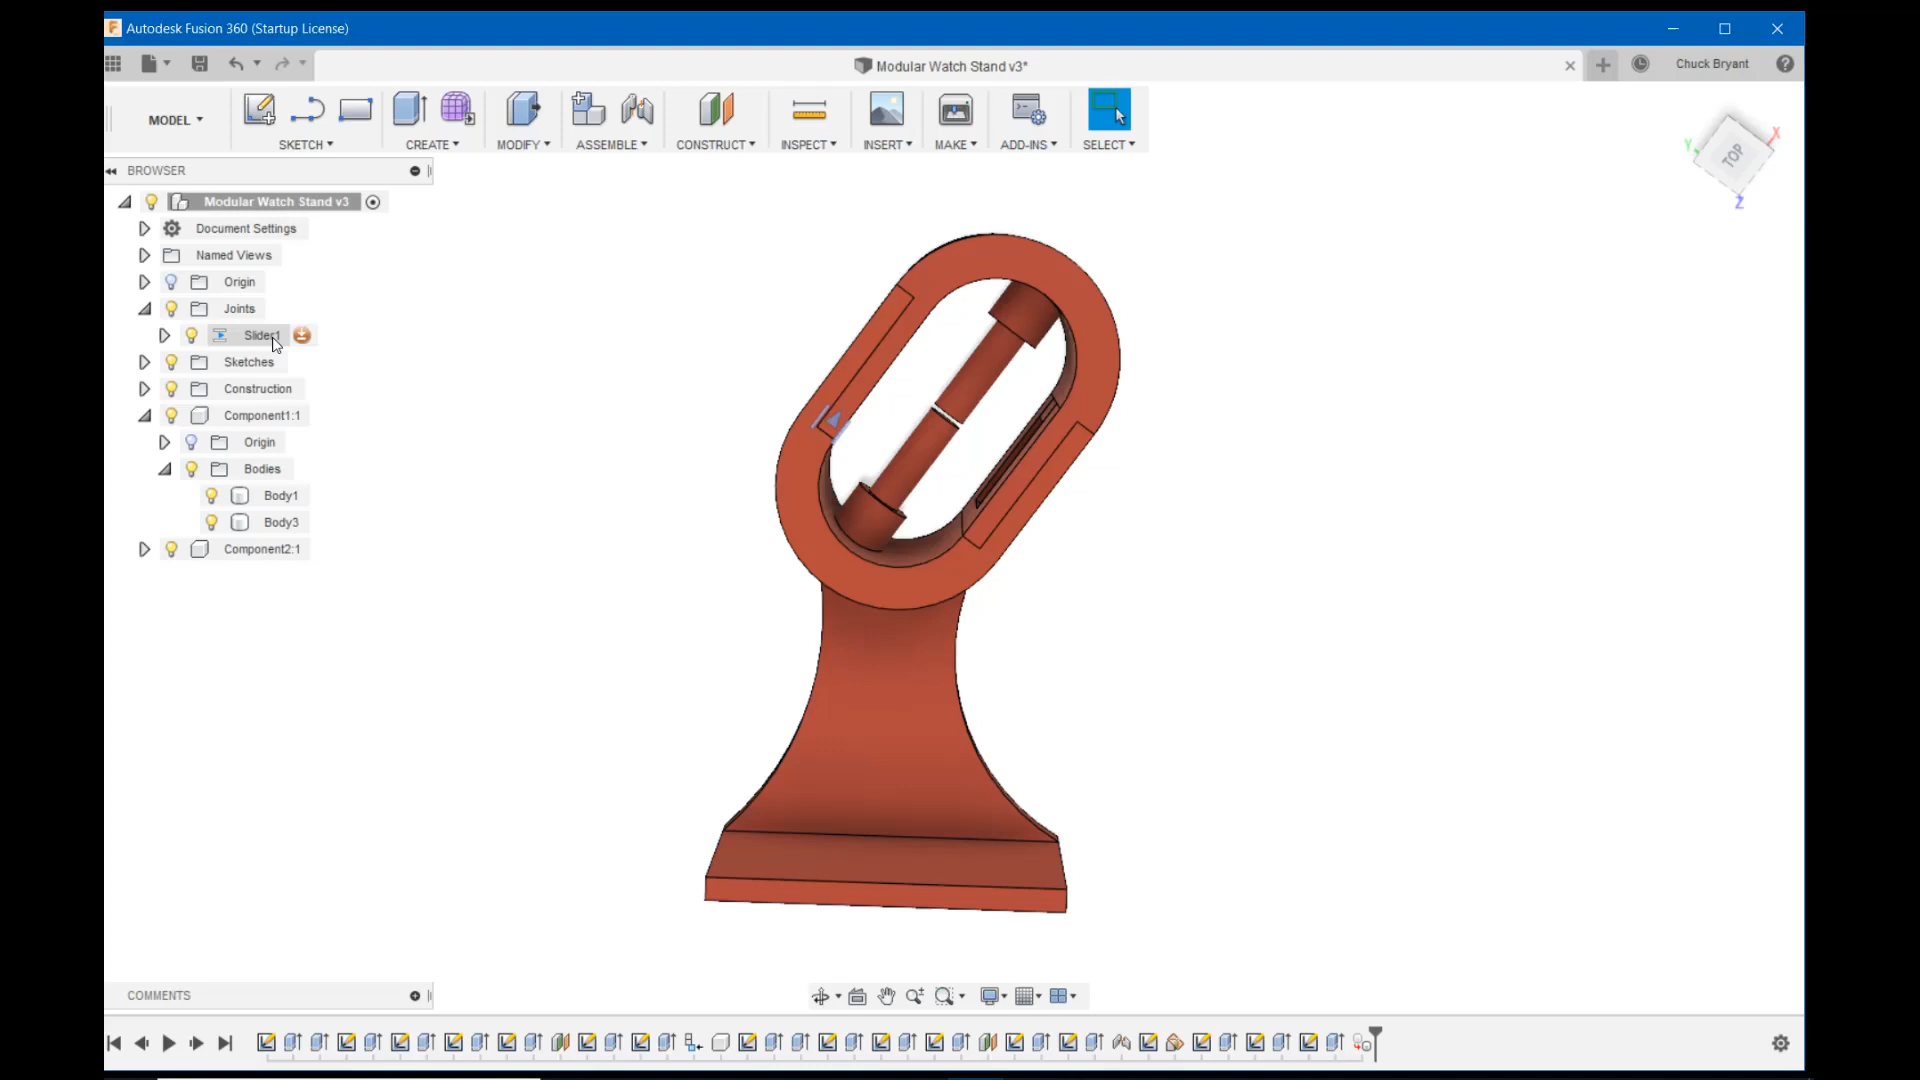 Autodesk Fusion 360 (Startup License)
Modular Watch Stand v3*
Chuck Bryant
MODEL
SKETCH
CREATE
MODIFY
ASSEMBLE
CONSTRUCT
INSPECT
INSERT
MAKE
ADD-INS
SELECT
BROWSER
Modular Watch Stand v3
Document Settings
Named Views
Origin
Joints
Slider1
Sketches
Construction
Component1:1
Origin
Bodies
Body1
Body3
Component2:1
TOP
X
Y
Z
COMMENTS